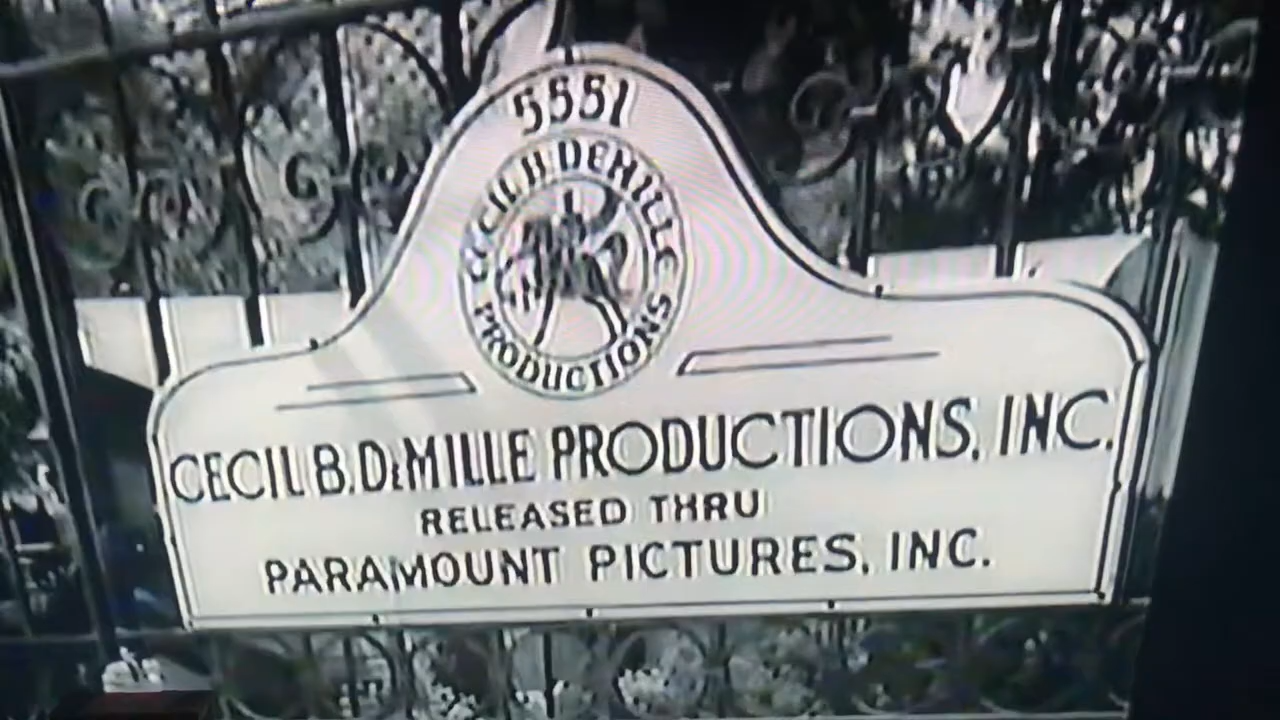 5551
CECIL B. DEMILLE
PRODUCTIONS
CECIL B. DEMILLE PRODUCTIONS, INC.
RELEASED THRU
PARAMOUNT PICTURES, INC.